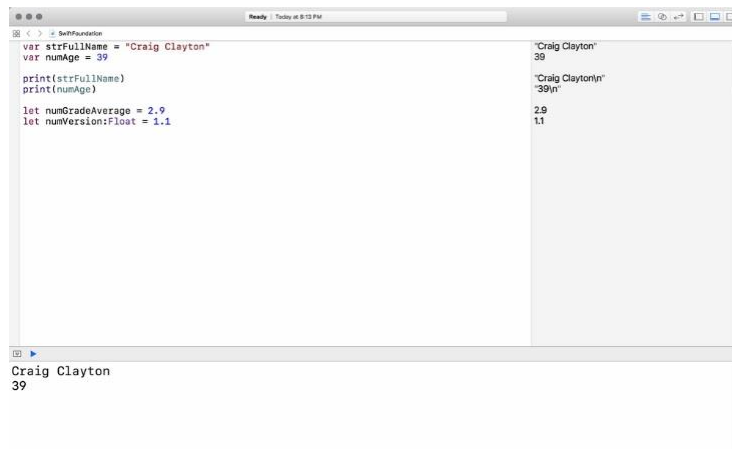 Ready | Today at 8:13 PM
SwiftFoundation
var strFullName = "Craig Clayton"
var numAge = 39
print(strFullName)
print(numAge)
let numGradeAverage = 2.9
let numVersion:Float = 1.1
"Craig Clayton"
39
"Craig Clayton\n"
"39\n"
2.9
1.1
Craig Clayton
39